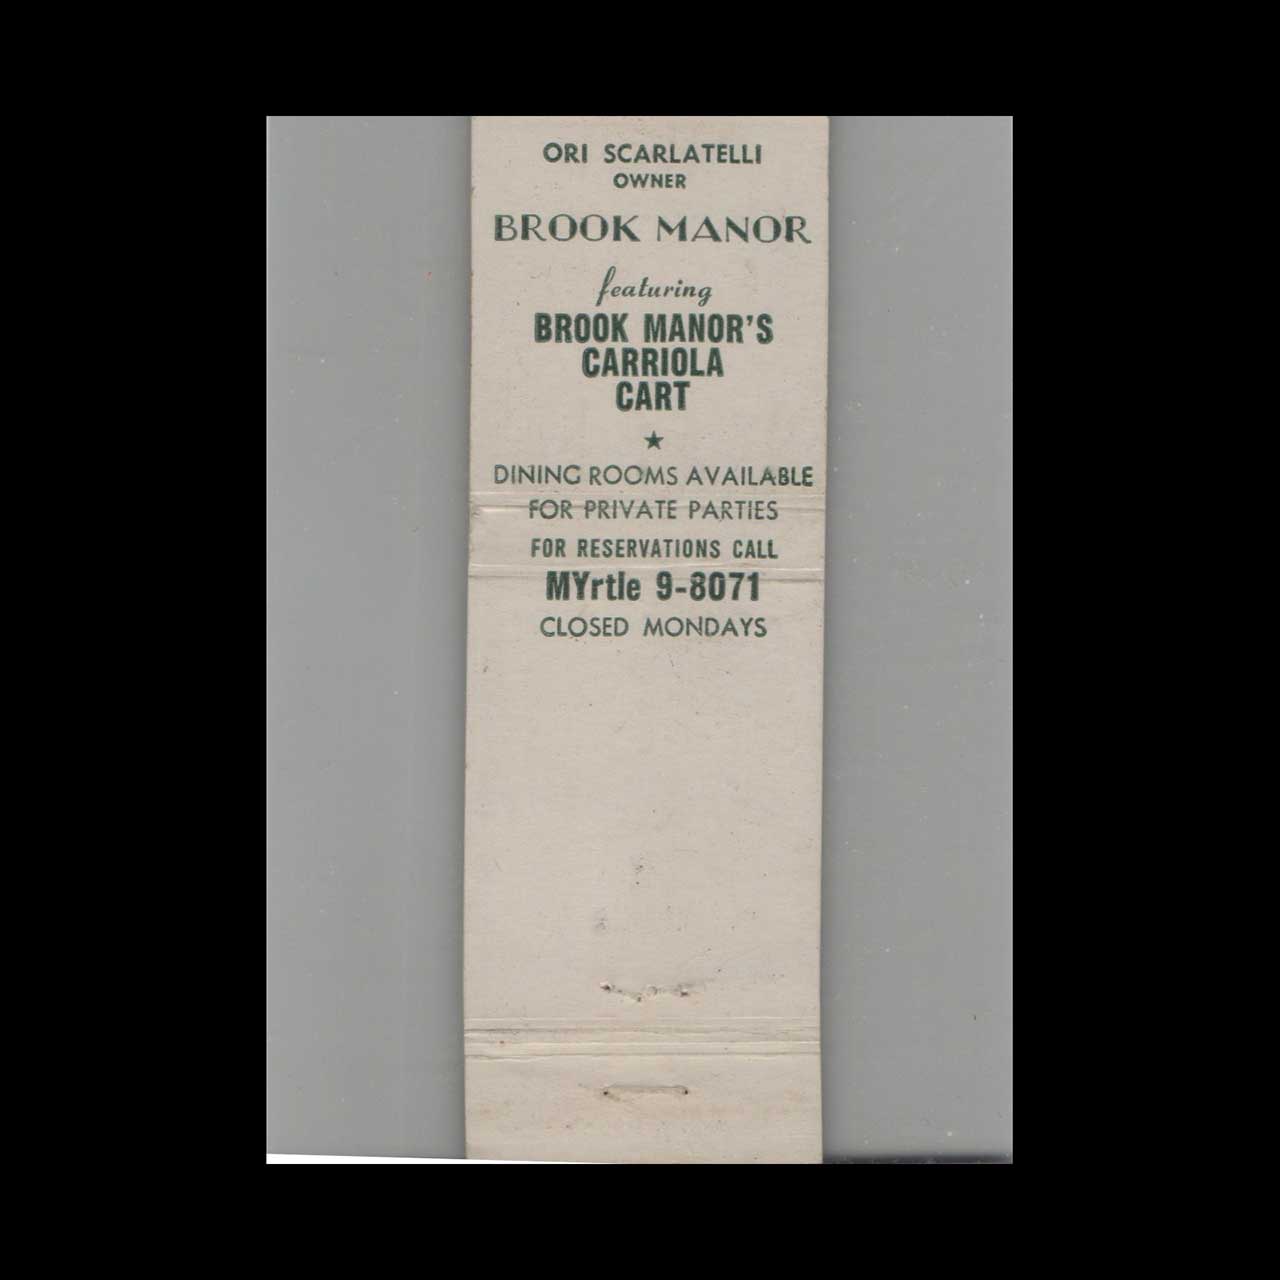 ORI SCARLATELLI
OWNER
BROOK MANOR
featuring
BROOK MANOR'S
CARRIOLA
CART
★
DINING ROOMS AVAILABLE
FOR PRIVATE PARTIES
FOR RESERVATIONS CALL
MYrtle 9-8071
CLOSED MONDAYS